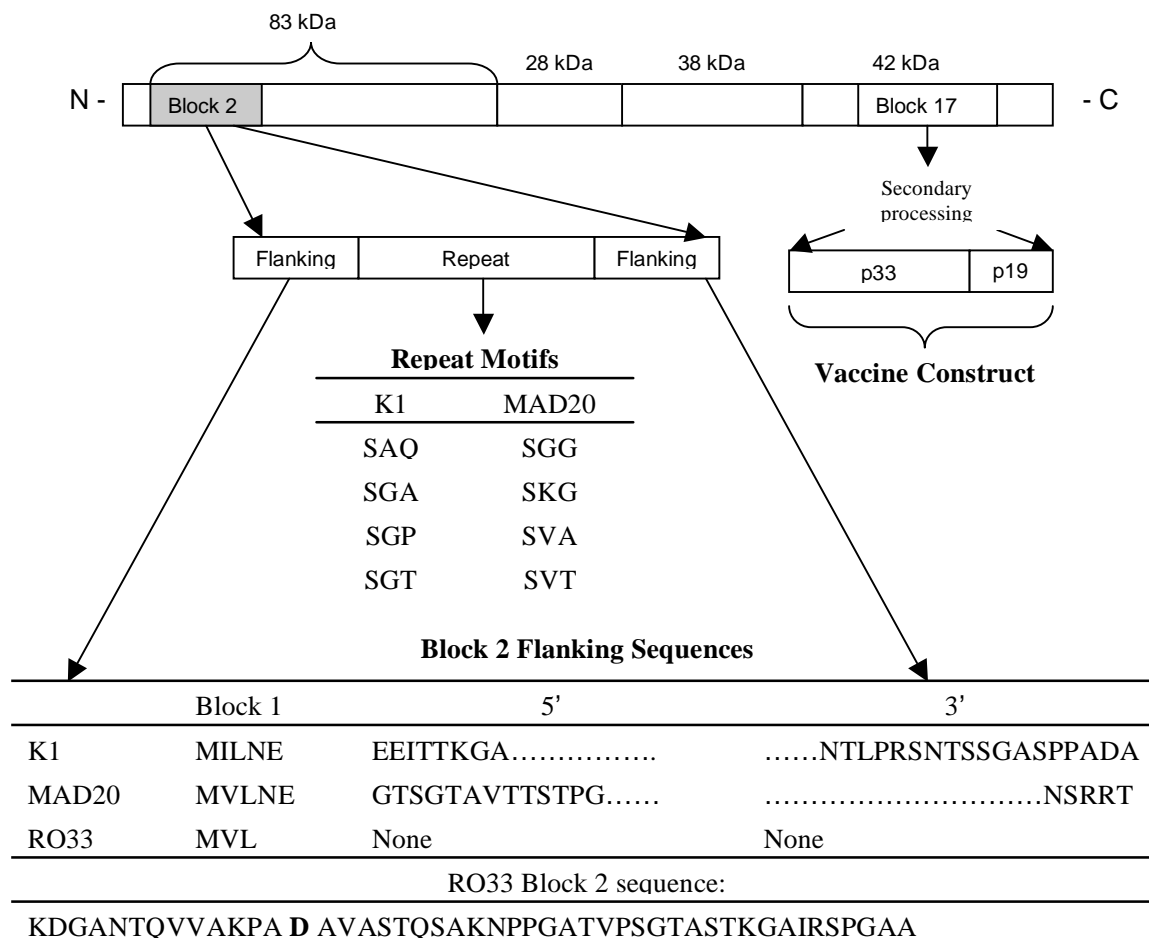 83 kDa
28 kDa 38 kDa 42 kDa
N - Block 2 Block 17 - C
Secondary
processing
Flanking Repeat Flanking
p33 p19
Repeat Motifs
Vaccine Construct
K1 MAD20
SAQ SGG
SGA SKG
SGP SVA
SGT SVT
Block 2 Flanking Sequences
Block 1 5’ 3’
K1 MILNE EEITTKGA……………. ……NTLPRSNTSSGASPPADA
MAD20 MVLNE GTSGTAVTTSTPG…… …………………………NSRRT
RO33 MVL None None
RO33 Block 2 sequence:
KDGANTQVVAKPA D AVASTQSAKNPPGATVPSGTASTKGAIRSPGAA